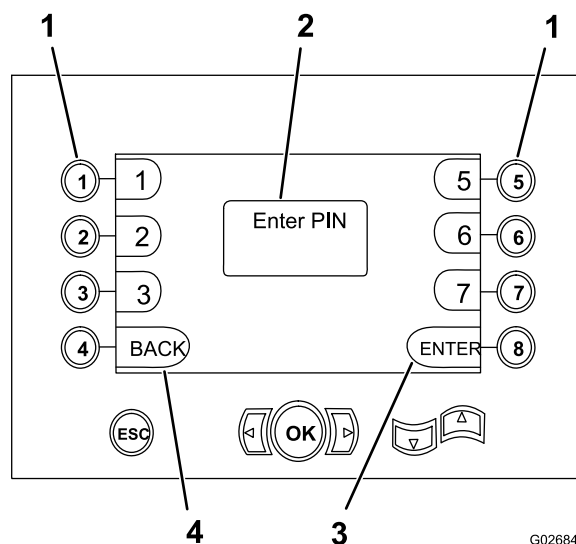 1 2 1
1 1 5 5
Enter PIN
2 2 6 6
3 3 7 7
4 BACK ENTER 8
ESC OK
4 3
G02684